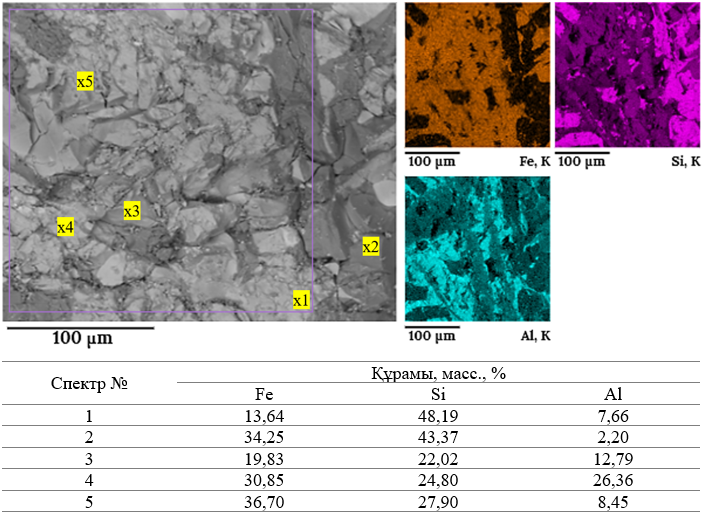 x5
x3
x4
x2
x1
100 µm
100 µm
Fe, K
100 µm
Si, K
100 µm
Al, K
Спектр № Құрамы, масс., %
Fe Si Al
1 13,64 48,19 7,66
2 34,25 43,37 2,20
3 19,83 22,02 12,79
4 30,85 24,80 26,36
5 36,70 27,90 8,45